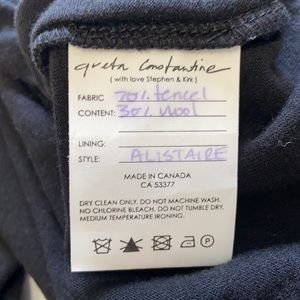 greta constantine
( with love Stephen & Kirk )
FABRIC 70% tencel
CONTENT: 30% wool
LINING:
STYLE: ALISTAIRE
MADE IN CANADA
CA 53377
DRY CLEAN ONLY. DO NOT MACHINE WASH.
NO CHLORINE BLEACH. DO NOT TUMBLE DRY.
MEDIUM TEMPERATURE IRONING.
P